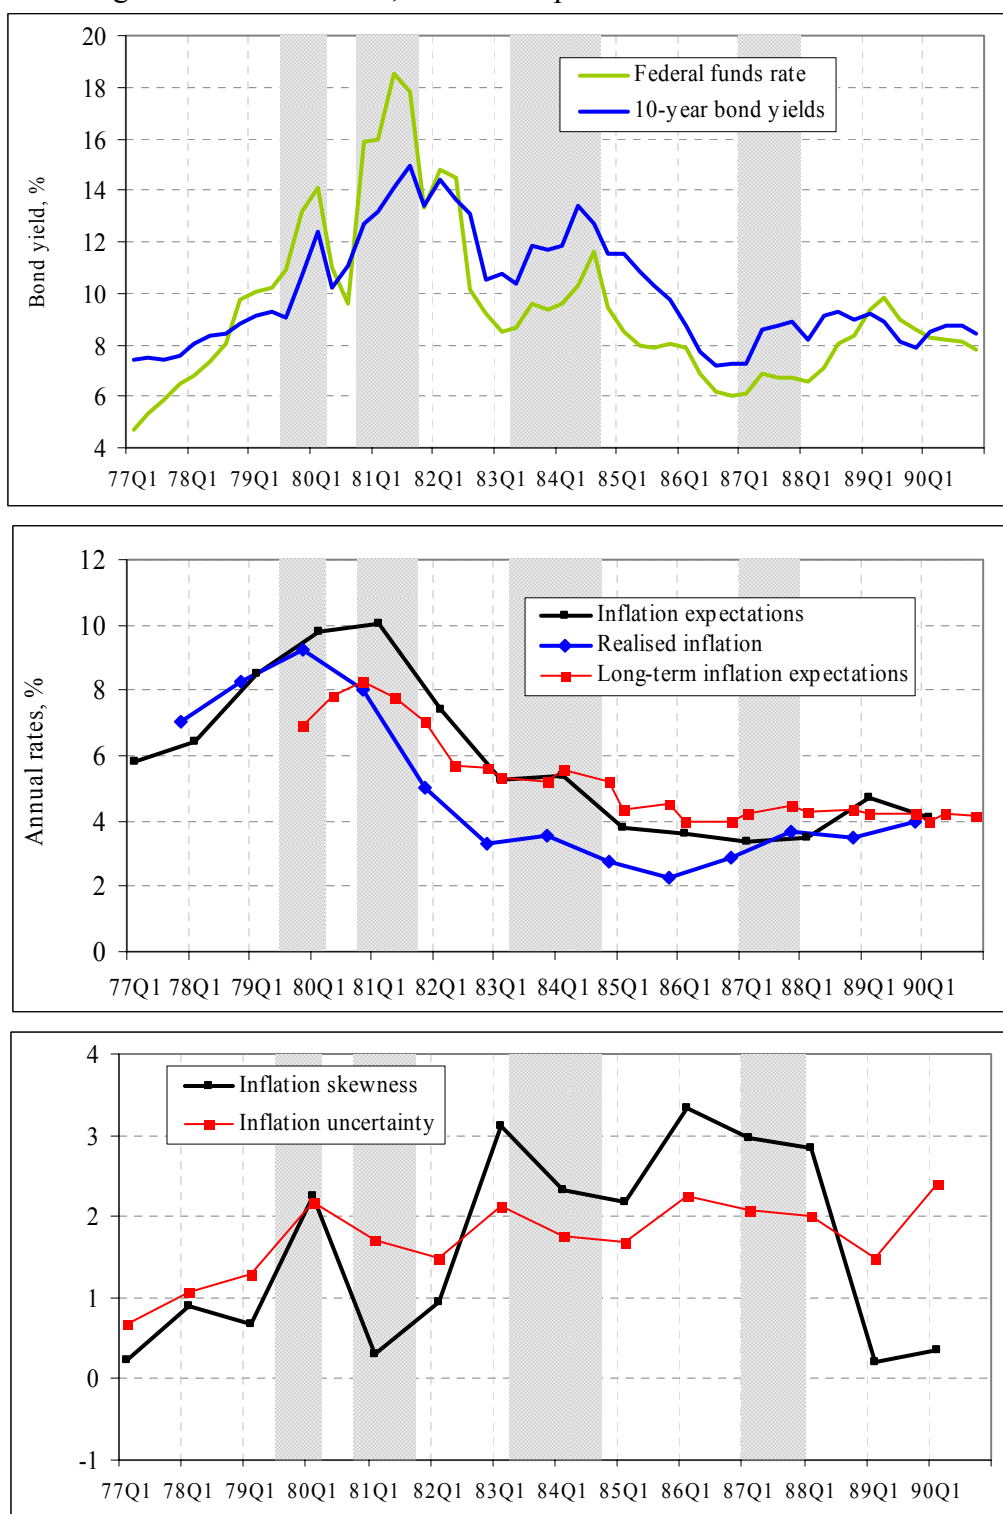 20
18
16
14
12
10
8
6
4
Bond yield, %
Federal funds rate
10-year bond yields
77Q1 78Q1 79Q1 80Q1 81Q1 82Q1 83Q1 84Q1 85Q1 86Q1 87Q1 88Q1 89Q1 90Q1
12
10
8
6
4
2
0
Annual rates, %
Inflation expectations
Realised inflation
Long-term inflation expectations
77Q1 78Q1 79Q1 80Q1 81Q1 82Q1 83Q1 84Q1 85Q1 86Q1 87Q1 88Q1 89Q1 90Q1
4
3
2
1
0
-1
Inflation skewness
Inflation uncertainty
77Q1 78Q1 79Q1 80Q1 81Q1 82Q1 83Q1 84Q1 85Q1 86Q1 87Q1 88Q1 89Q1 90Q1